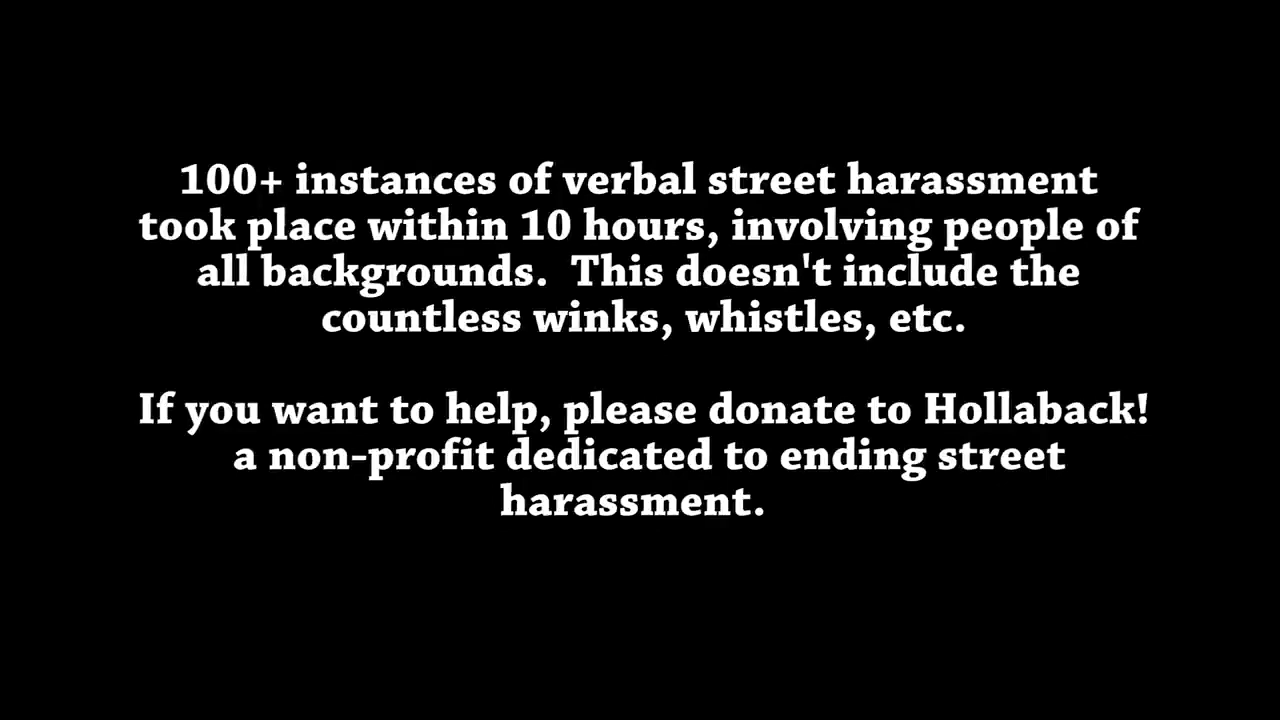 100+ instances of verbal street harassment
took place within 10 hours, involving people of
all backgrounds.  This doesn't include the
countless winks, whistles, etc.
If you want to help, please donate to Hollaback!
a non-profit dedicated to ending street
harassment.